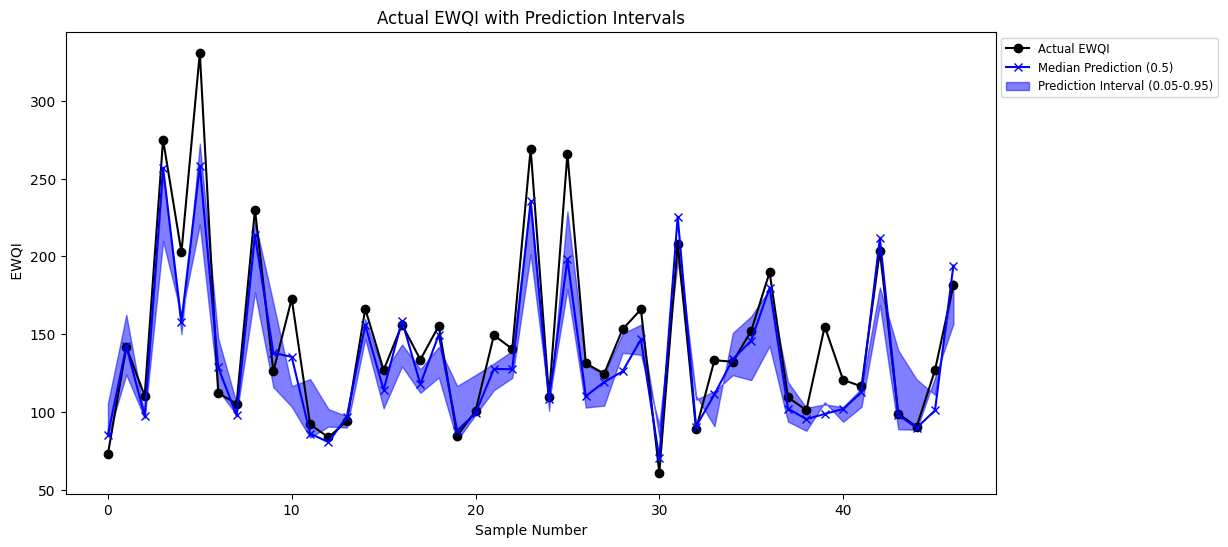 Actual EWQI with Prediction Intervals
Actual EWQI
Median Prediction (0.5)
Prediction Interval (0.05-0.95)
EWQI
300
250
200
150
100
50
0
10
20
30
40
Sample Number